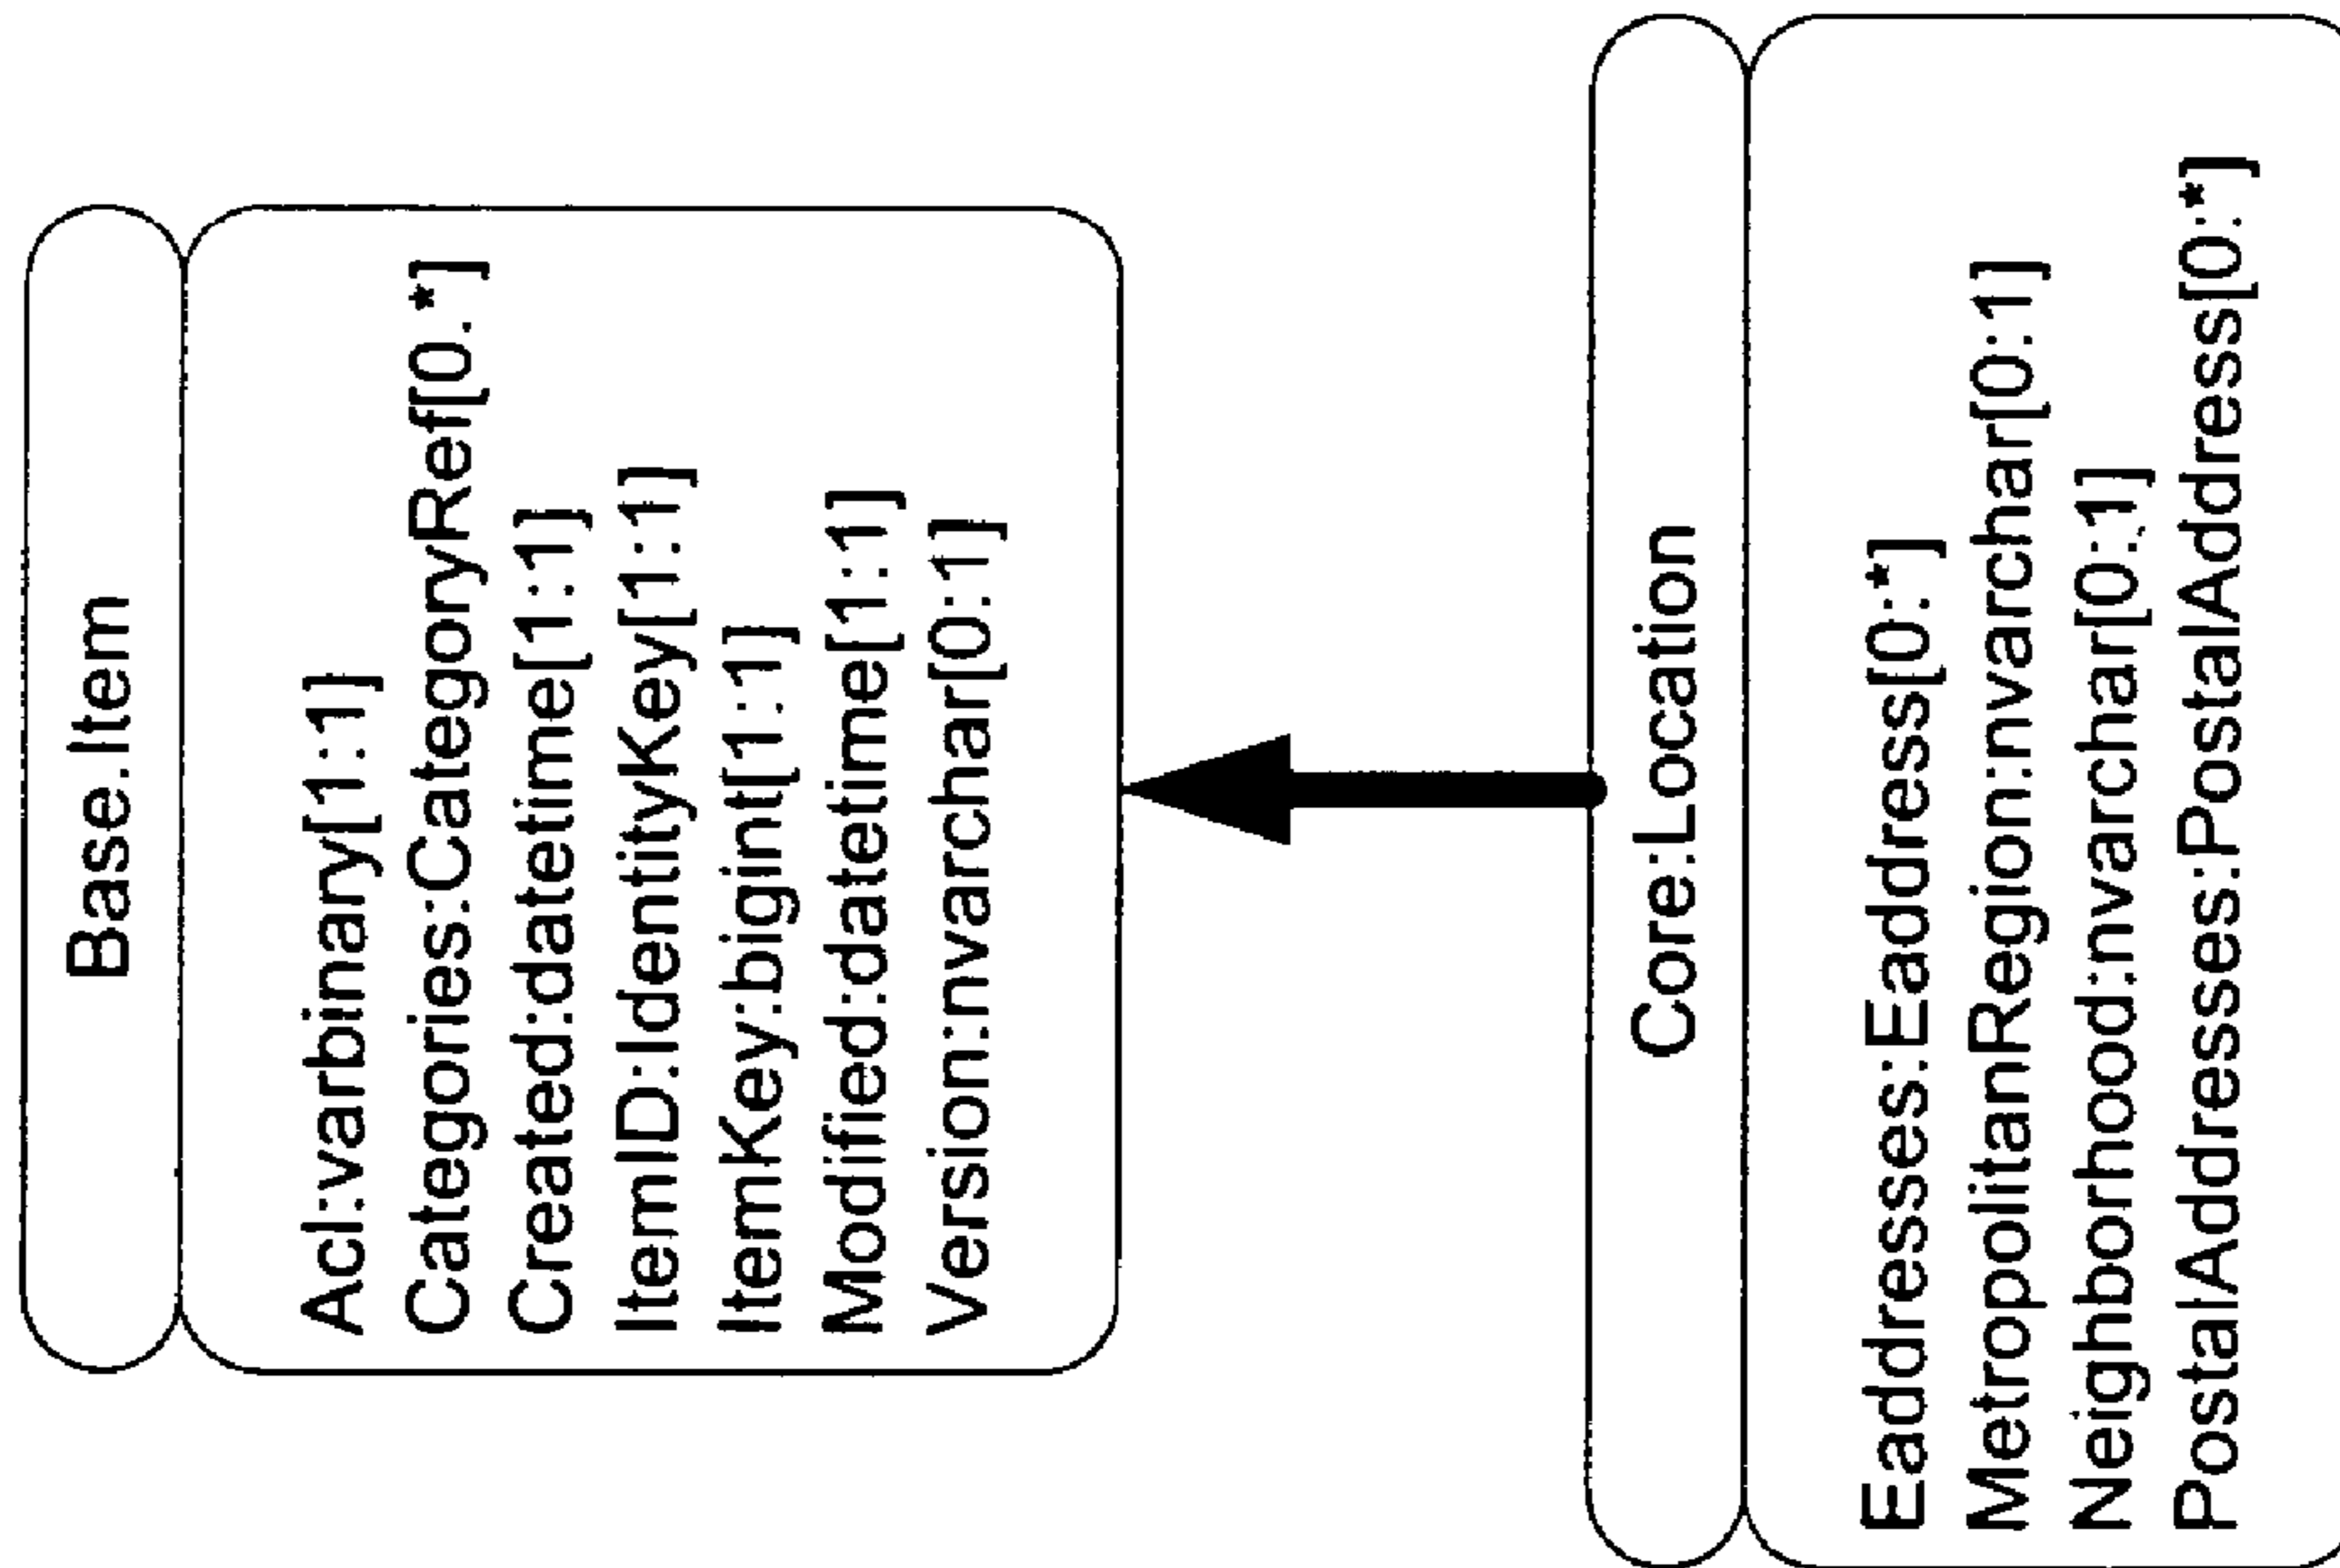 Base.Item
Acl:varbinary[1:1]
Categories:CategoryRef[0.*]
Created:datetime[1:1]
ItemID:IdentityKey[1:1]
ItemKey:bigint[1:1]
Modified:datetime[1:1]
Version:nvarchar[0:1]
Core:Location
Eaddresses:Eaddress[0:*]
MetropolitanRegion:nvarchar[0:1]
Neighborhood:nvarchar[0:1]
PostalAddresses:PostalAddress[0:*]